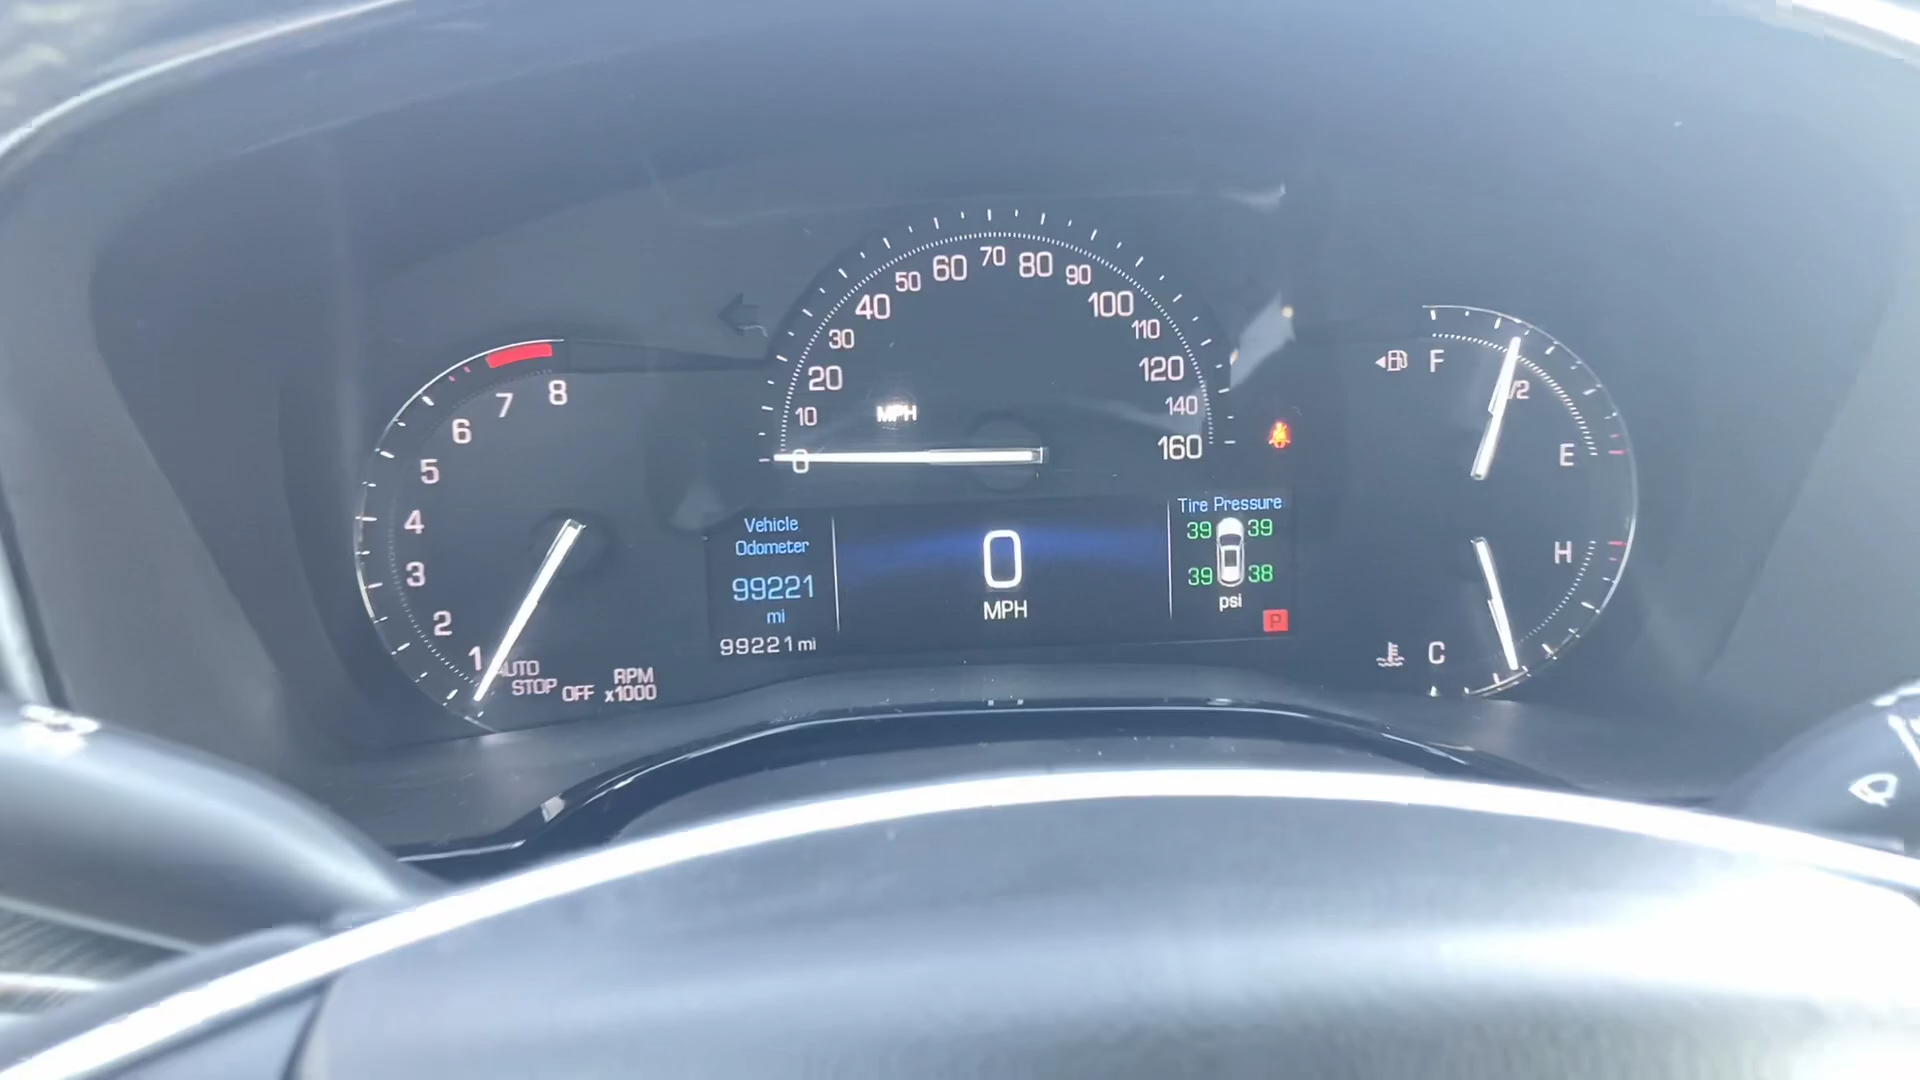 70
60
80
50
90
40
100
30
110
20
120
10
140
0
160
MPH
8
7
6
5
4
3
2
1
AUTO
STOP
OFF
RPM
x1000
Vehicle
Odometer
99221
mi
99221 mi
0
MPH
Tire Pressure
39 39
39 38
psi
P
F
1/2
E
H
C